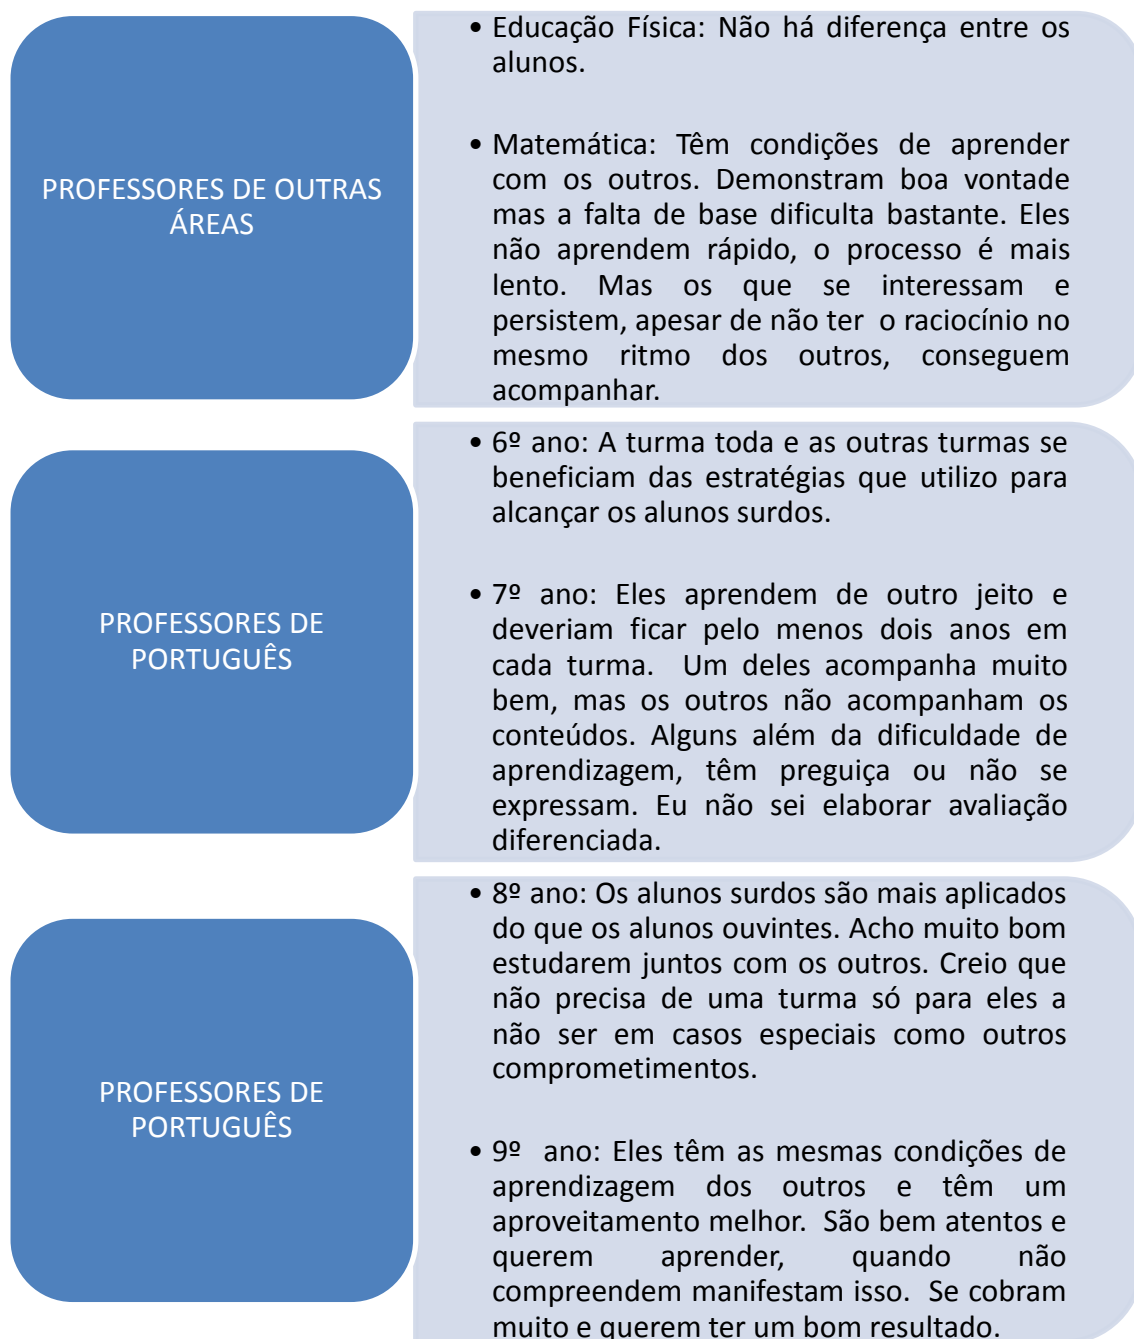 PROFESSORES DE OUTRAS
ÁREAS
• Educação Física: Não há diferença entre os
alunos.
• Matemática: Têm condições de aprender
com os outros. Demonstram boa vontade
mas a falta de base dificulta bastante. Eles
não aprendem rápido, o processo é mais
lento. Mas os que se interessam e
persistem, apesar de não ter o raciocínio no
mesmo ritmo dos outros, conseguem
acompanhar.
PROFESSORES DE
PORTUGUÊS
• 6º ano: A turma toda e as outras turmas se
beneficiam das estratégias que utilizo para
alcançar os alunos surdos.
• 7º ano: Eles aprendem de outro jeito e
deveriam ficar pelo menos dois anos em
cada turma. Um deles acompanha muito
bem, mas os outros não acompanham os
conteúdos. Alguns além da dificuldade de
aprendizagem, têm preguiça ou não se
expressam. Eu não sei elaborar avaliação
diferenciada.
PROFESSORES DE
PORTUGUÊS
• 8º ano: Os alunos surdos são mais aplicados
do que os alunos ouvintes. Acho muito bom
estudarem juntos com os outros. Creio que
não precisa de uma turma só para eles a
não ser em casos especiais como outros
comprometimentos.
• 9º ano: Eles têm as mesmas condições de
aprendizagem dos outros e têm um
aproveitamento melhor. São bem atentos e
querem aprender, quando não
compreendem manifestam isso. Se cobram
muito e querem ter um bom resultado.